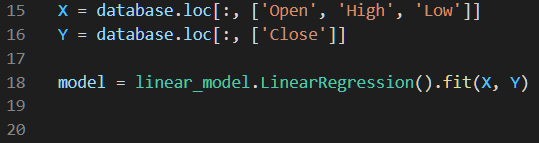 15 X = database.loc[:, ['Open', 'High', 'Low']]
16 Y = database.loc[:, ['Close']]
17
18 model = linear_model.LinearRegression().fit(X, Y)
19
20